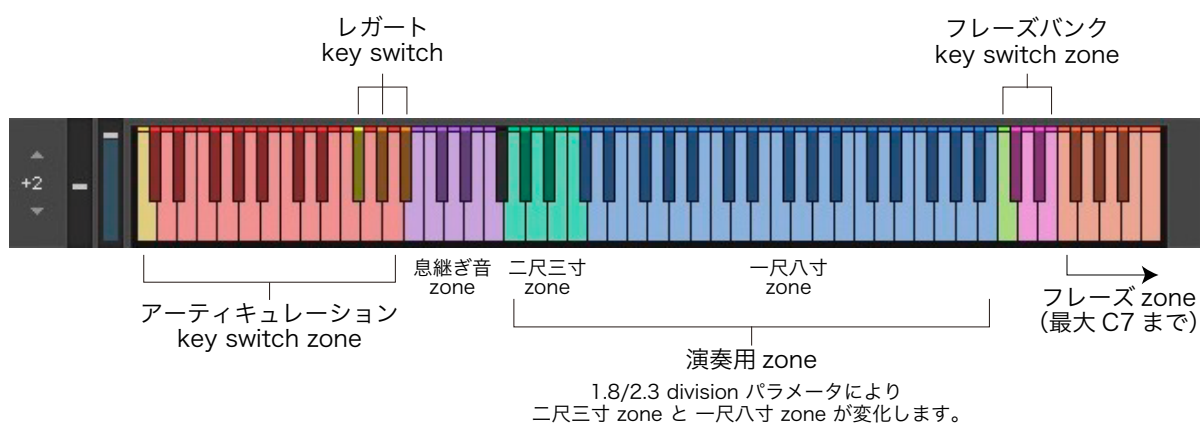 レガート
key switch
フレーズバンク
key switch zone
+2
アーティキュレーション
key switch zone
息継ぎ音
zone
二尺三寸
zone
一尺八寸
zone
フレーズ zone
（最大 C7 まで）
演奏用 zone
1.8/2.3 division パラメータにより
二尺三寸 zone と 一尺八寸 zone が変化します。